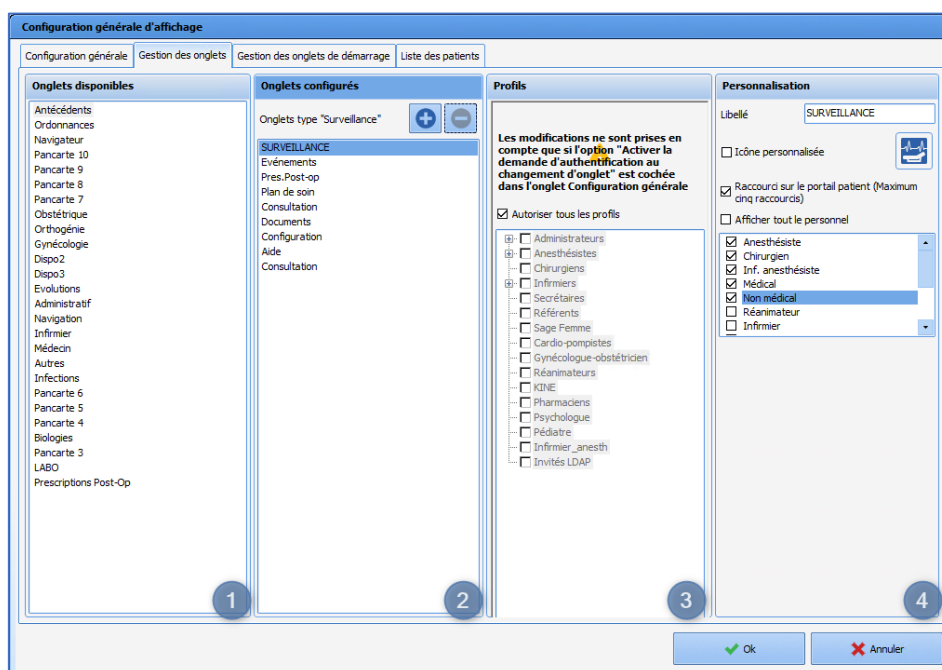 Configuration générale d'affichage
Configuration générale
Gestion des onglets
Gestion des onglets de démarrage
Liste des patients
Onglets disponibles
Antécédents
Ordonnances
Navigateur
Pancarte 10
Pancarte 9
Pancarte 8
Pancarte 7
Obstétrique
Orthogénie
Gynécologie
Dispo2
Dispo3
Evolutions
Administratif
Navigation
Infirmier
Médecin
Autres
Infections
Pancarte 6
Pancarte 5
Pancarte 4
Biologies
Pancarte 3
LABO
Prescriptions Post-Op
1
Onglets configurés
Onglets type "Surveillance"
SURVEILLANCE
Evénements
Pres.Post-op
Plan de soin
Consultation
Documents
Configuration
Aide
Consultation
2
Profils
Les modifications ne sont prises en
compte que si l'option "Activer la
demande d'authentification au
changement d'onglet" est cochée
dans l'onglet Configuration générale
Autoriser tous les profils
Administrateurs
Anesthésistes
Chirurgiens
Infirmiers
Secrétaires
Référents
Sage Femme
Cardio-pompistes
Gynécologue-obstétricien
Réanimateurs
KINE
Pharmaciens
Psychologue
Pédiatre
Infirmier_anesth
Invités LDAP
3
Personnalisation
Libellé
SURVEILLANCE
Icône personnalisée
Raccourci sur le portail patient (Maximum
cinq raccourcis)
Afficher tout le personnel
Anesthésiste
Chirurgien
Inf. anesthésiste
Médical
Non médical
Réanimateur
Infirmier
4
Ok
Annuler